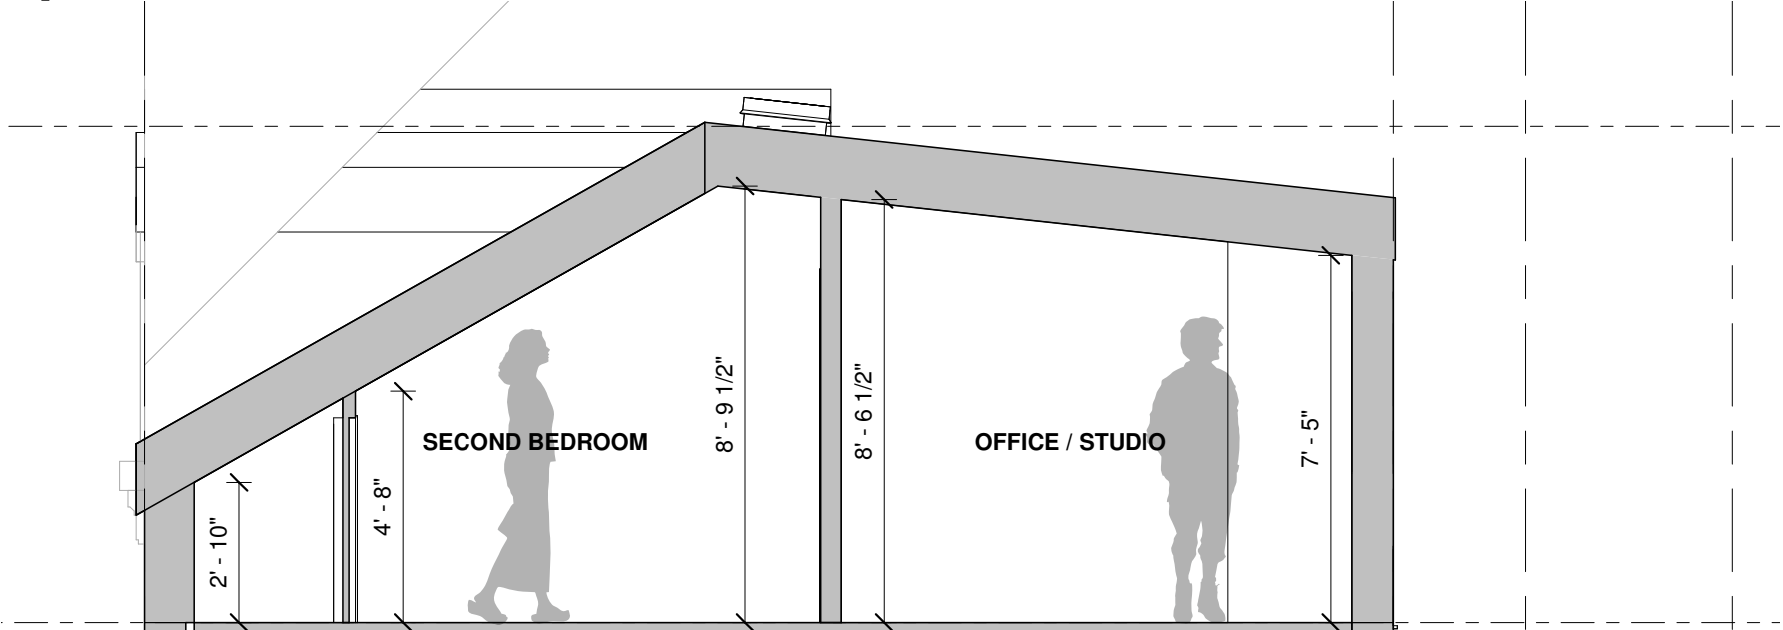 SECOND BEDROOM
OFFICE / STUDIO
2' - 10"
4' - 8"
8' - 9 1/2"
8' - 6 1/2"
7' - 5"